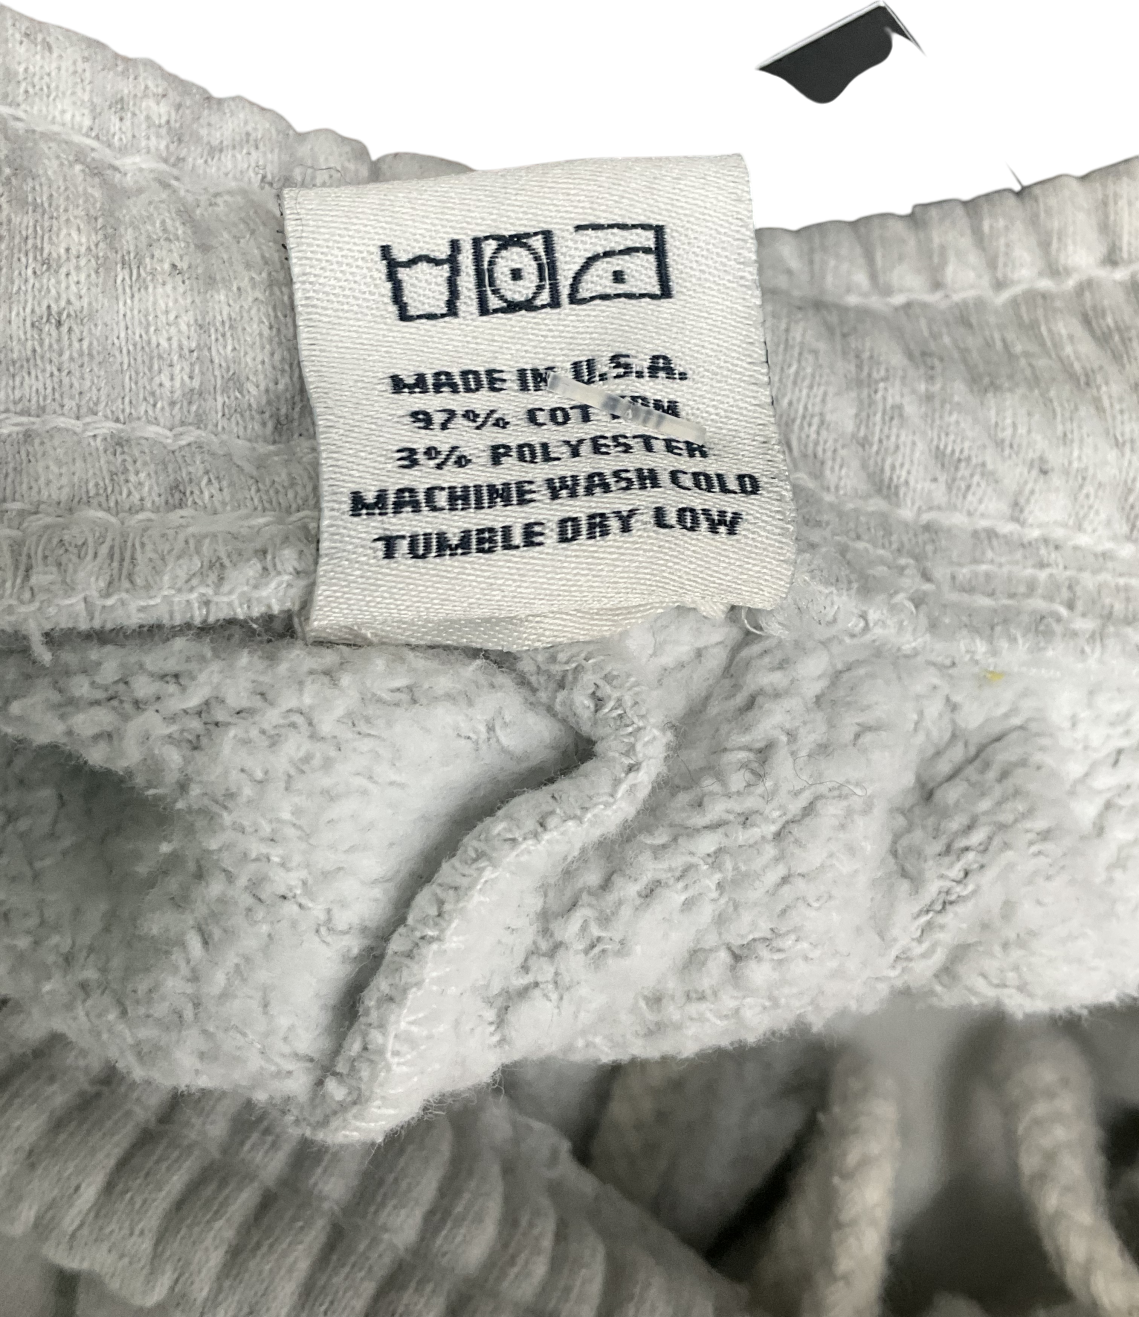 MADE IN U.S.A.
97% COTTON
3% POLYESTER
MACHINE WASH COLD
TUMBLE DRY LOW